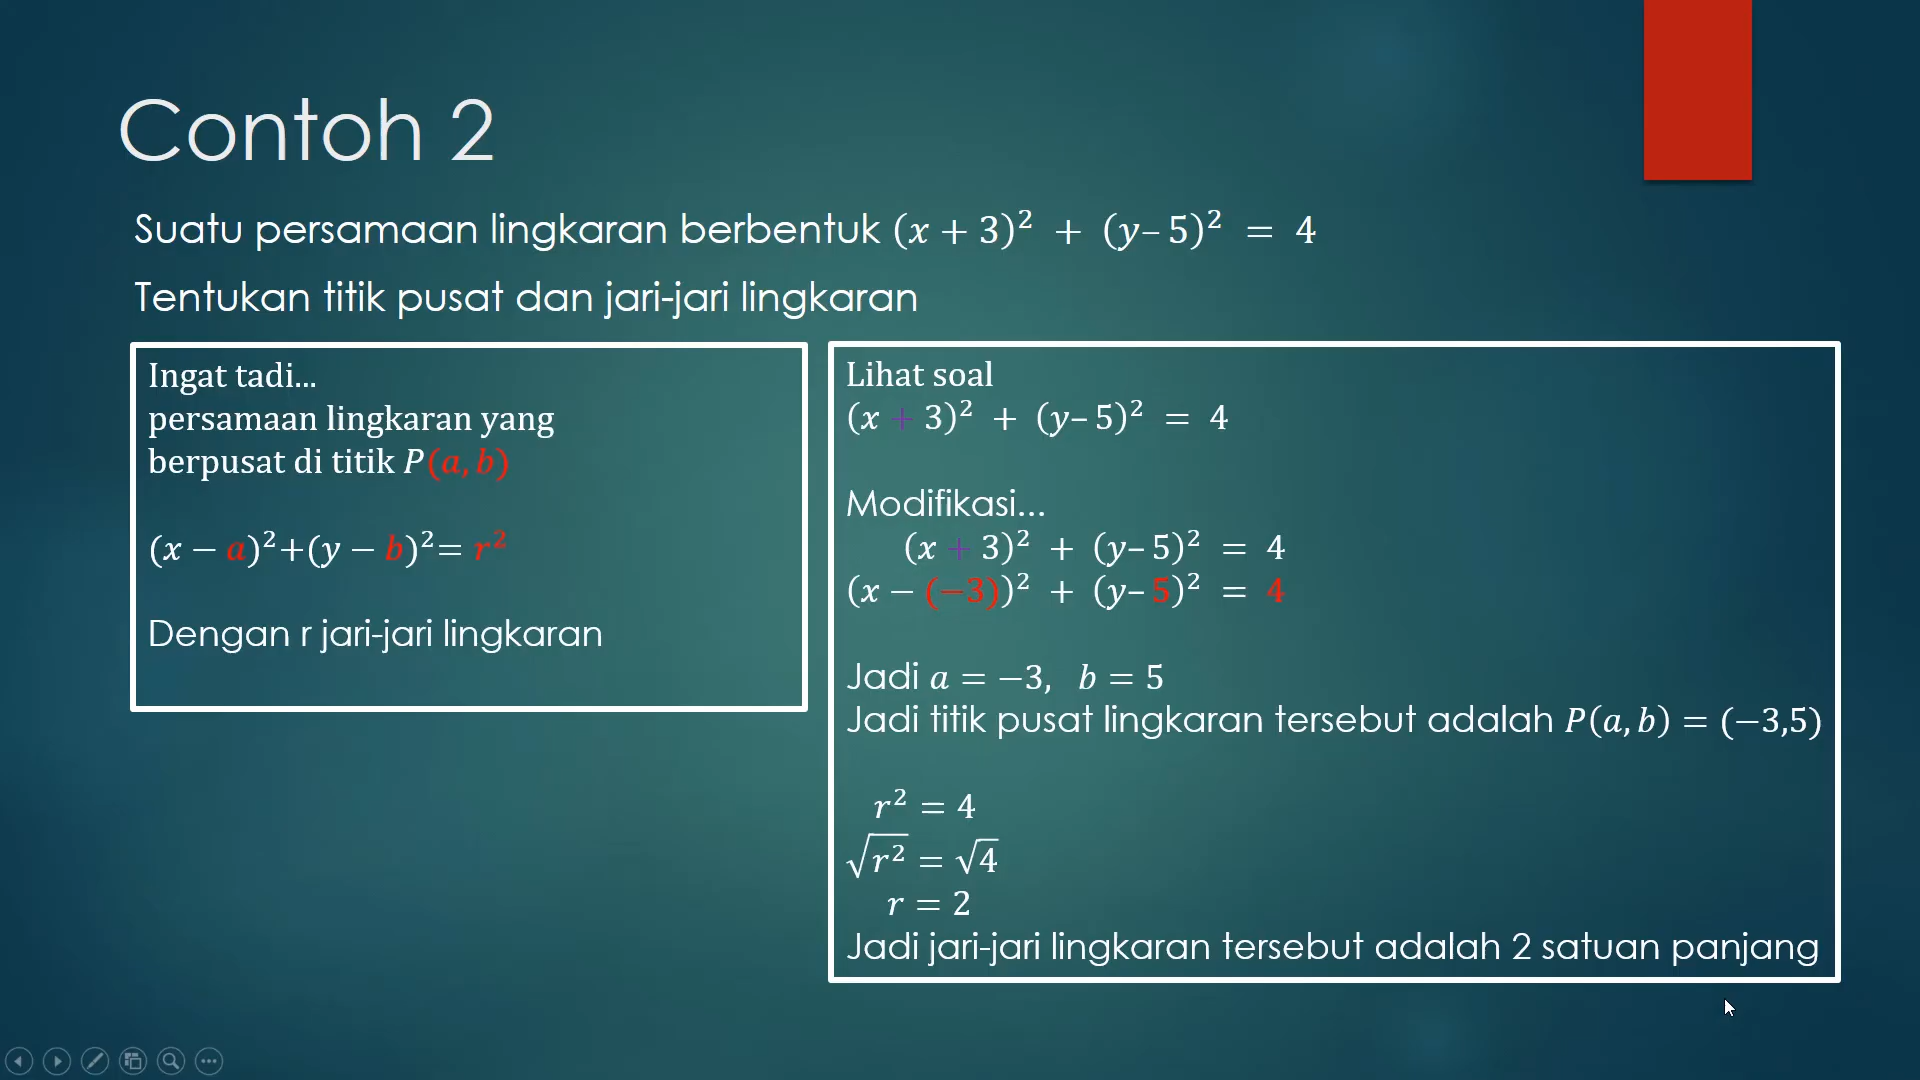 Contoh 2
Suatu persamaan lingkaran berbentuk (x + 3)² + (y– 5)² = 4
Tentukan titik pusat dan jari-jari lingkaran
Ingat tadi...
persamaan lingkaran yang
berpusat di titik P(a, b)
(x − a)²+(y − b)²= r²
Dengan r jari-jari lingkaran
Lihat soal
(x + 3)² + (y– 5)² = 4
Modifikasi...
(x + 3)² + (y– 5)² = 4
(x − (−3))² + (y– 5)² = 4
Jadi a = −3, b = 5
Jadi titik pusat lingkaran tersebut adalah P(a, b) = (−3,5)
r² = 4
√r² = √4
r = 2
Jadi jari-jari lingkaran tersebut adalah 2 satuan panjang